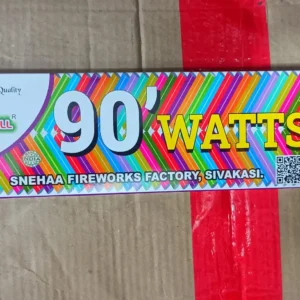 Quality
90' WATTS
SNEHAA FIREWORKS FACTORY, SIVAKASI.